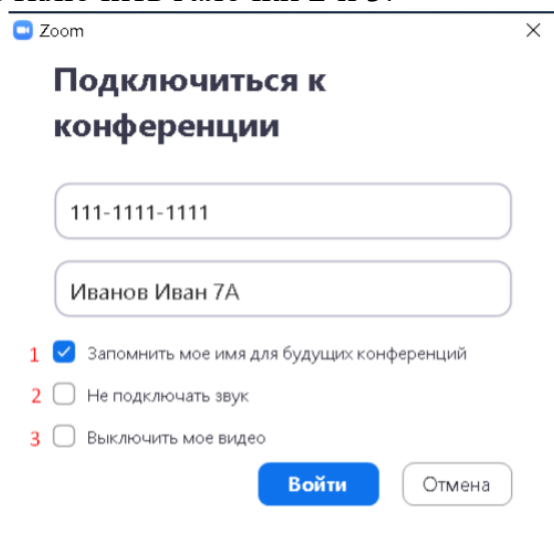 Zoom
Подключиться к
конференции
111-1111-1111
Иванов Иван 7А
1 Запомнить мое имя для будущих конференций
2 Не подключать звук
3 Выключить мое видео
Войти Отмена